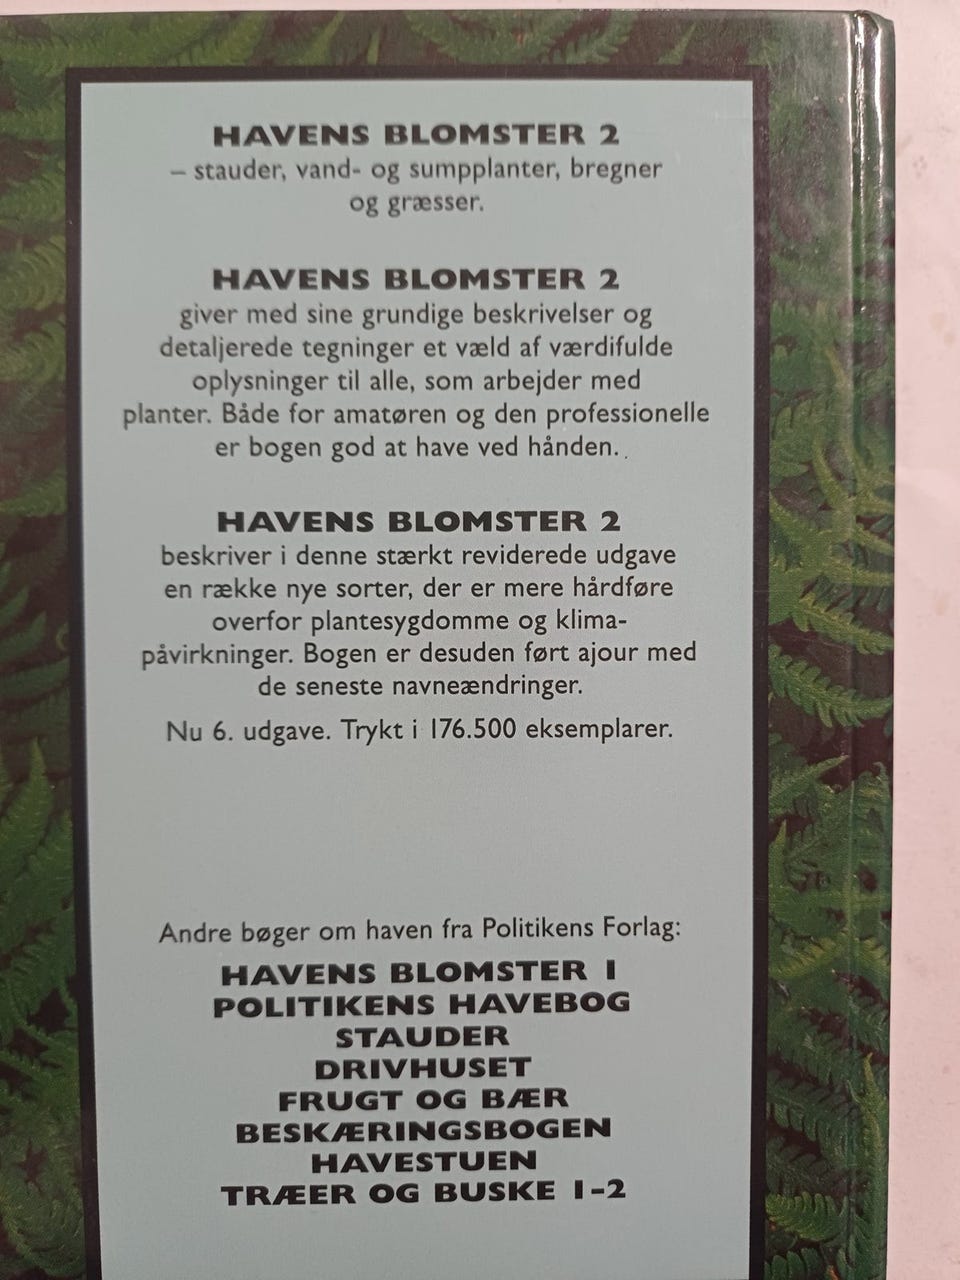 HAVENS BLOMSTER 2
– stauder, vand- og sumpplanter, bregner
og græsser.
HAVENS BLOMSTER 2
giver med sine grundige beskrivelser og
detaljerede tegninger et væld af værdifulde
oplysninger til alle, som arbejder med
planter. Både for amatøren og den professionelle
er bogen god at have ved hånden.
HAVENS BLOMSTER 2
beskriver i denne stærkt reviderede udgave
en række nye sorter, der er mere hårdføre
overfor plantesygdomme og klima-
påvirkninger. Bogen er desuden ført ajour med
de seneste navneændringer.
Nu 6. udgave. Trykt i 176.500 eksemplarer.
Andre bøger om haven fra Politikens Forlag:
HAVENS BLOMSTER 1
POLITIKENS HAVEBOG
STAUDER
DRIVHUSET
FRUGT OG BÆR
BESKÆRINGSBOGEN
HAVESTUEN
TRÆER OG BUSKE 1-2